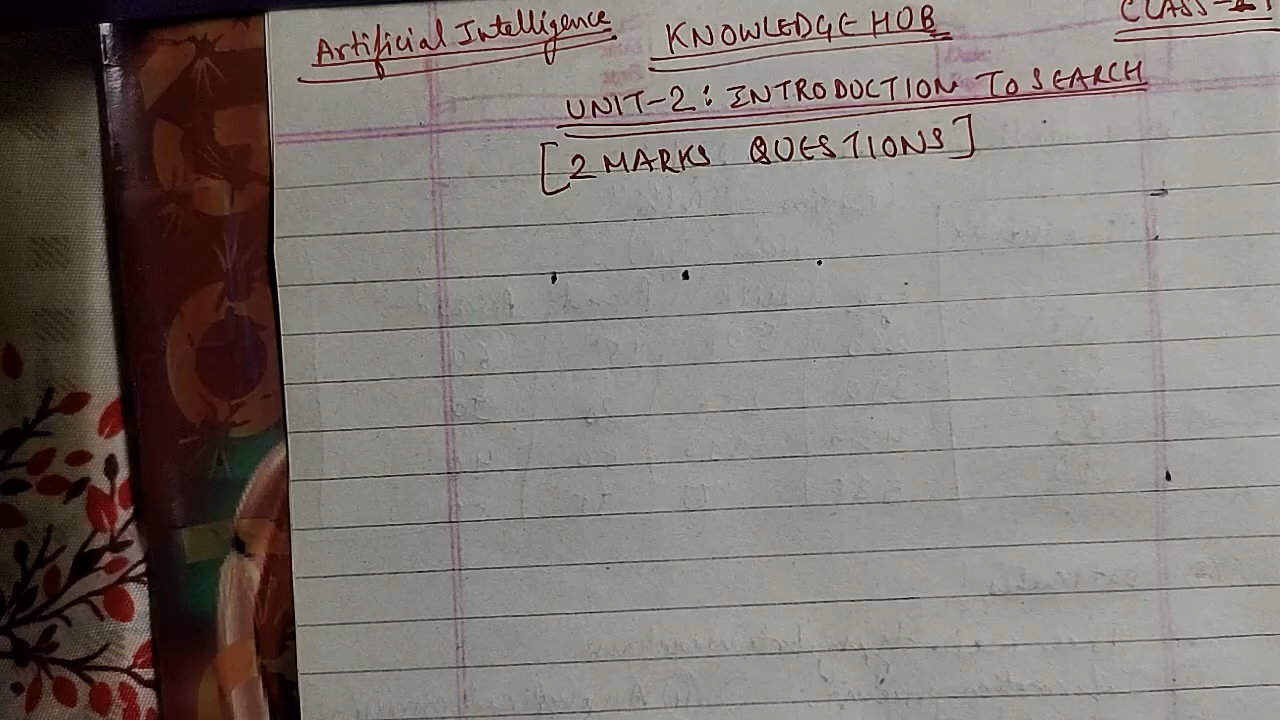 Artificial Intelligence KNOWLEDGE HUB
UNIT-2: INTRODUCTION TO SEARCH
[2 MARKS QUESTIONS]